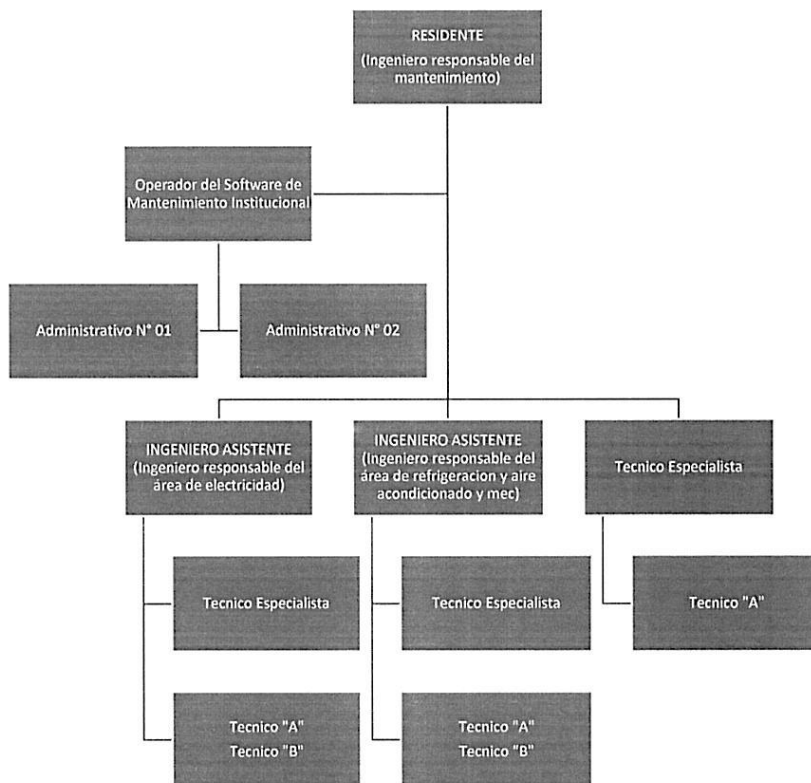 RESIDENTE
(Ingeniero responsable del
mantenimiento)
Operador del Software de
Mantenimiento Institucional
Administrativo N° 01
Administrativo N° 02
INGENIERO ASISTENTE
(Ingeniero responsable del
área de electricidad)
INGENIERO ASISTENTE
(Ingeniero responsable del
área de refrigeracion y aire
acondicionado y mec)
Tecnico Especialista
Tecnico Especialista
Tecnico Especialista
Tecnico "A"
Tecnico "A"
Tecnico "B"
Tecnico "A"
Tecnico "B"